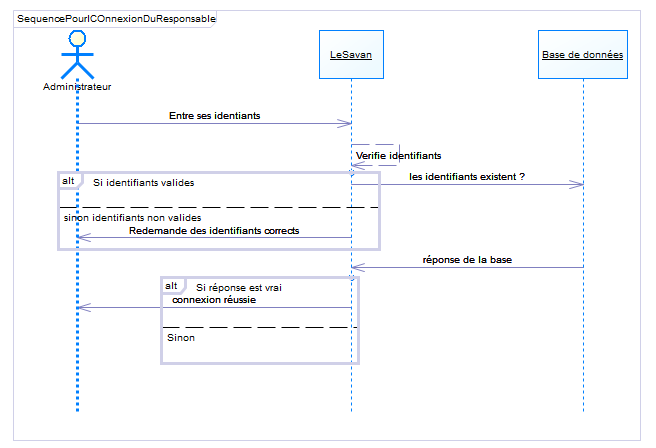 SequencePourlCOnnexionDuResponsable
LeSavan
Base de données
Administrateur
Entre ses identiants
Verifie identifiants
les identifiants existent ?
alt
Si identifiants valides
sinon identifiants non valides
Redemande des identifiants corrects
réponse de la base
alt
Si réponse est vrai
connexion réussie
Sinon